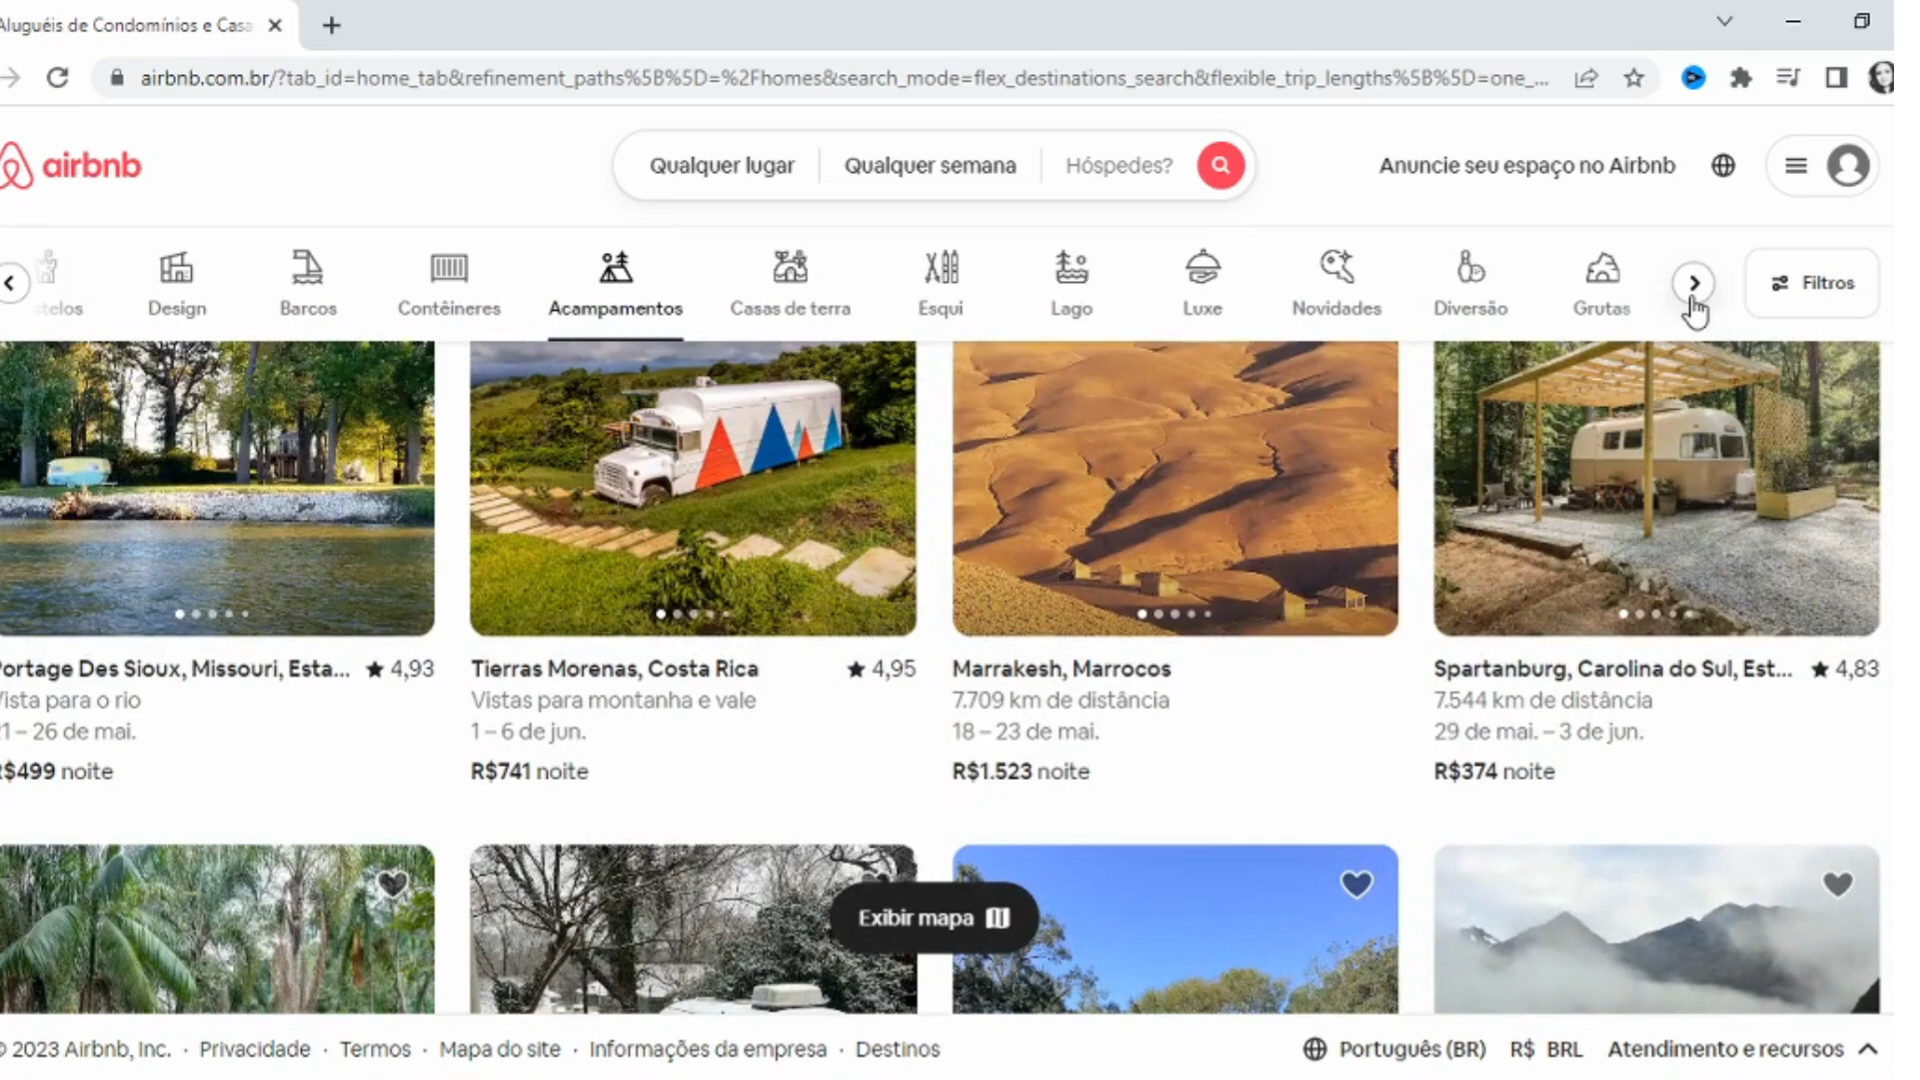 Aluguéis de Condomínios e Casa
airbnb.com.br/?tab_id=home_tab&refinement_paths%5B%5D=%2Fhomes&search_mode=flex_destinations_search&flexible_trip_lengths%5B%5D=one_...
airbnb
Qualquer lugar
Qualquer semana
Hóspedes?
Anuncie seu espaço no Airbnb
stelos
Design
Barcos
Contêineres
Acampamentos
Casas de terra
Esqui
Lago
Luxe
Novidades
Diversão
Grutas
Filtros
Portage Des Sioux, Missouri, Esta... 4,93
Vista para o rio
21 – 26 de mai.
R$499 noite
Tierras Morenas, Costa Rica 4,95
Vistas para montanha e vale
1 – 6 de jun.
R$741 noite
Marrakesh, Marrocos
7.709 km de distância
18 – 23 de mai.
R$1.523 noite
Spartanburg, Carolina do Sul, Est... 4,83
7.544 km de distância
29 de mai. – 3 de jun.
R$374 noite
Exibir mapa
© 2023 Airbnb, Inc. · Privacidade · Termos · Mapa do site · Informações da empresa · Destinos
Português (BR) R$ BRL Atendimento e recursos